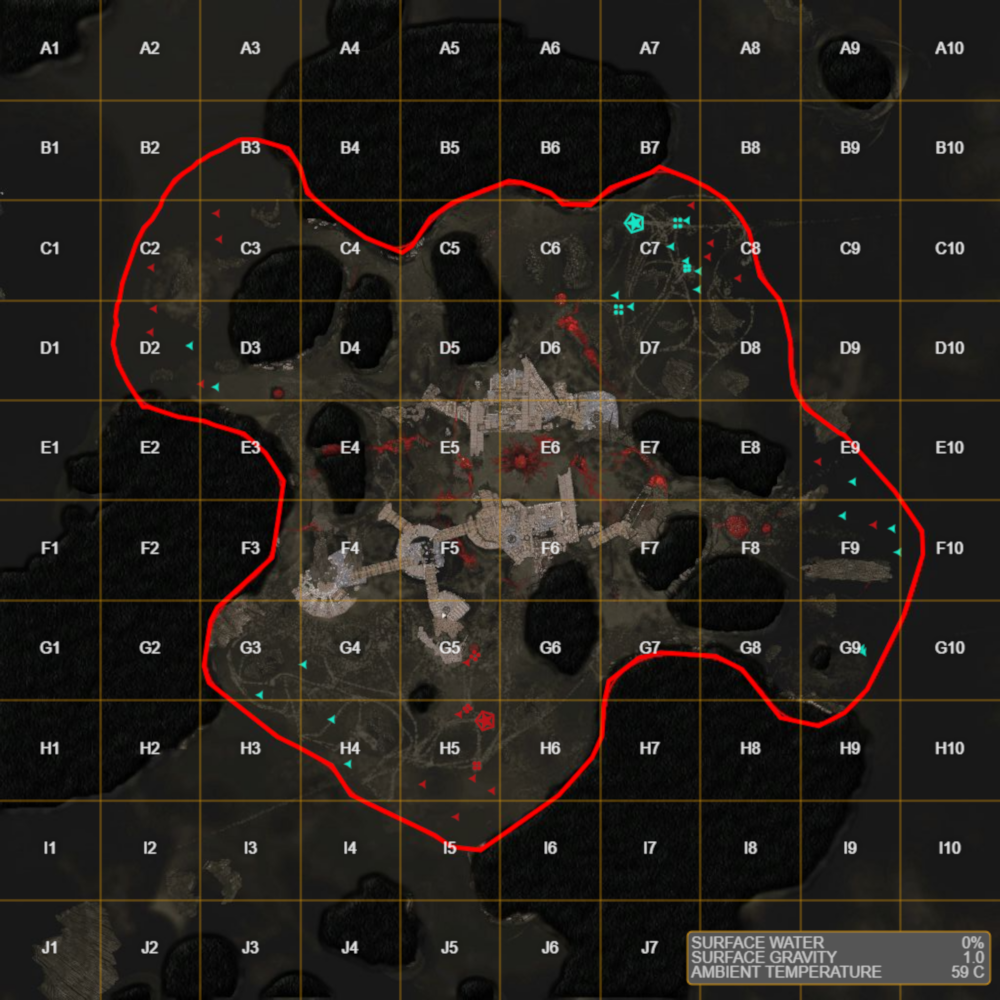 A1 A2 A3 A4 A5 A6 A7 A8 A9 A10
B1 B2 B3 B4 B5 B6 B7 B8 B9 B10
C1 C2 C3 C4 C5 C6 C7 C8 C9 C10
D1 D2 D3 D4 D5 D6 D7 D8 D9 D10
E1 E2 E3 E4 E5 E6 E7 E8 E9 E10
F1 F2 F3 F4 F5 F6 F7 F8 F9 F10
G1 G2 G3 G4 G5 G6 G7 G8 G9 G10
H1 H2 H3 H4 H5 H6 H7 H8 H9 H10
I1 I2 I3 I4 I5 I6 I7 I8 I9 I10
J1 J2 J3 J4 J5 J6 J7
SURFACE WATER 0%
SURFACE GRAVITY 1.0
AMBIENT TEMPERATURE 59 C